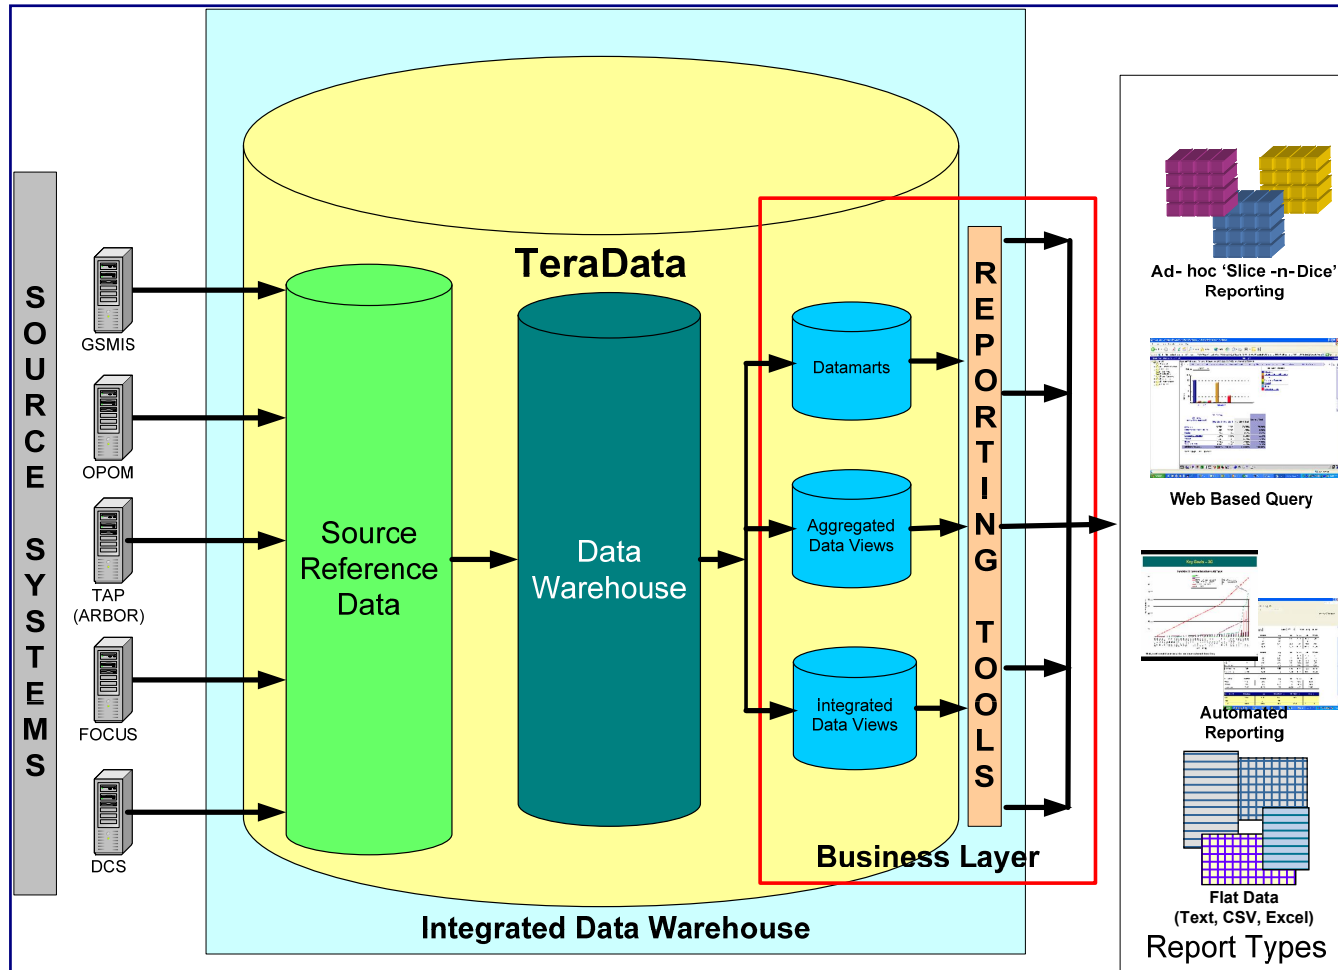 SOURCE SYSTEMS
GSMIS
OPOM
TAP
(ARBOR)
FOCUS
DCS
TeraData
Source
Reference
Data
Data
Warehouse
Datamarts
Aggregated
Data Views
Integrated
Data Views
REPORTING TOOLS
Business Layer
Integrated Data Warehouse
Ad- hoc ‘Slice -n-Dice’
Reporting
Web Based Query
Automated
Reporting
Flat Data
(Text, CSV, Excel)
Report Types